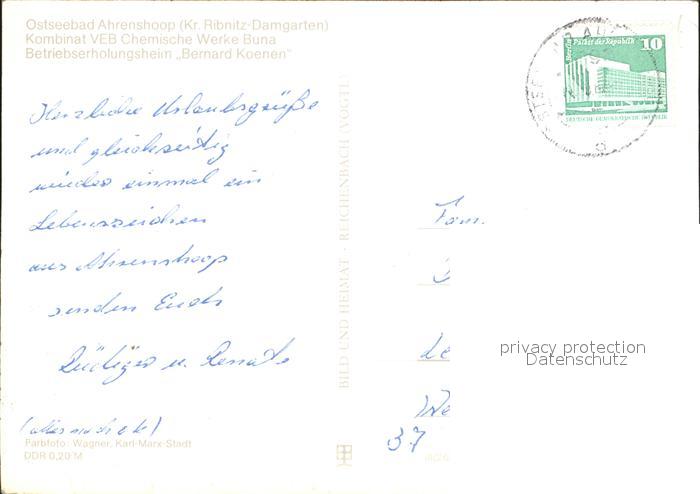 Ostseebad Ahrenshoop (Kr. Ribnitz-Damgarten)
Kombinat VEB Chemische Werke Buna
Betriebserholungsheim „Bernard Koenen"
Berlin Palast der Republik 10
DEUTSCHE DEMOKRATISCHE REPUBLIK
Herzliche Urlaubsgrüße
und gleichzeitig
wieder einmal ein
Lebenszeichen
aus Ahrenshoop
senden Euch
Rüdiger u. Renate
Farbfoto: Wagner, Karl-Marx-Stadt
DDR 0,20 M
BILD UND HEIMAT · REICHENBACH (VOGTL)
Fam.
37
privacy protection
Datenschutz